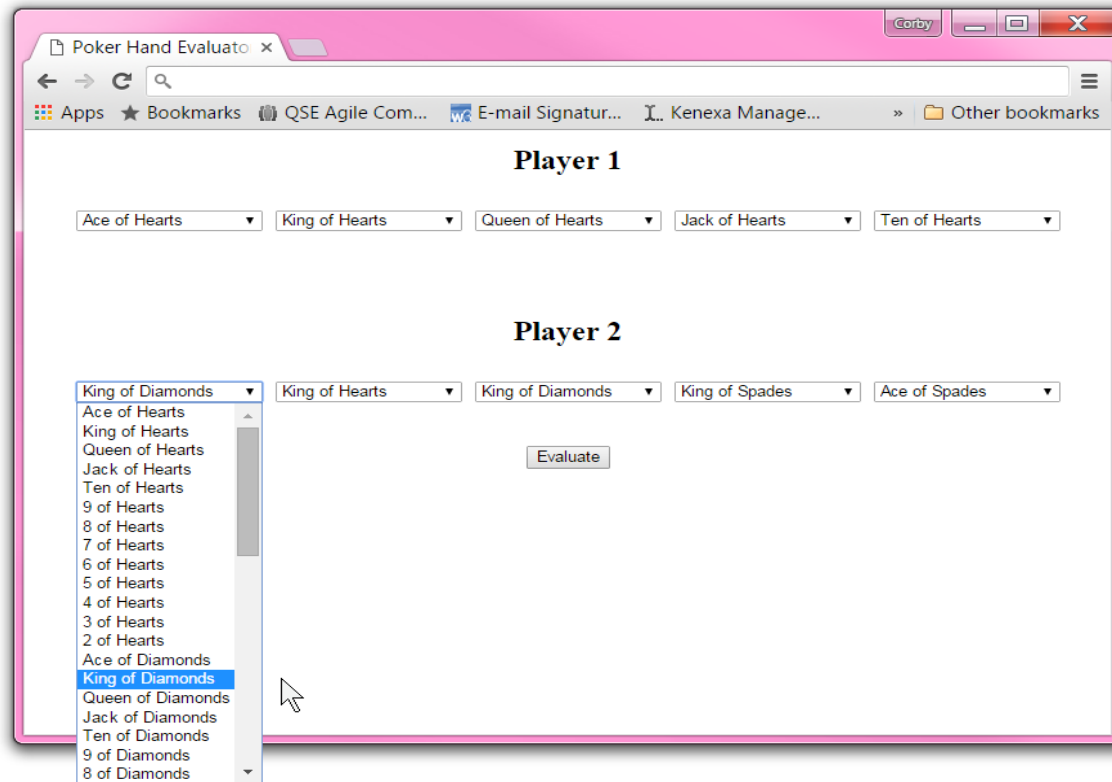 Corby
Poker Hand Evaluato
Apps Bookmarks QSE Agile Com... E-mail Signatur... Kenexa Manage... » Other bookmarks
Player 1
Ace of Hearts King of Hearts Queen of Hearts Jack of Hearts Ten of Hearts
Player 2
King of Diamonds King of Hearts King of Diamonds King of Spades Ace of Spades
Ace of Hearts
King of Hearts
Queen of Hearts
Jack of Hearts
Ten of Hearts
9 of Hearts
8 of Hearts
7 of Hearts
6 of Hearts
5 of Hearts
4 of Hearts
3 of Hearts
2 of Hearts
Ace of Diamonds
King of Diamonds
Queen of Diamonds
Jack of Diamonds
Ten of Diamonds
9 of Diamonds
8 of Diamonds
Evaluate